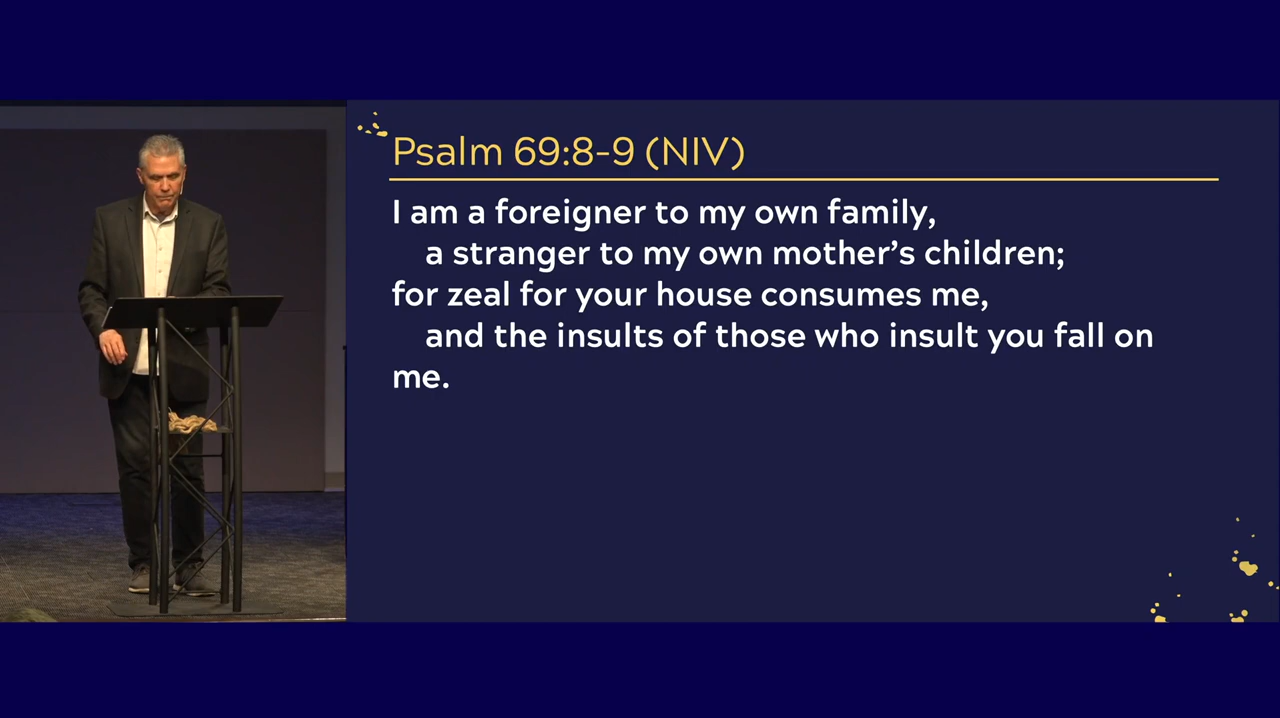 Psalm 69:8-9 (NIV)
I am a foreigner to my own family,
a stranger to my own mother’s children;
for zeal for your house consumes me,
and the insults of those who insult you fall on
me.